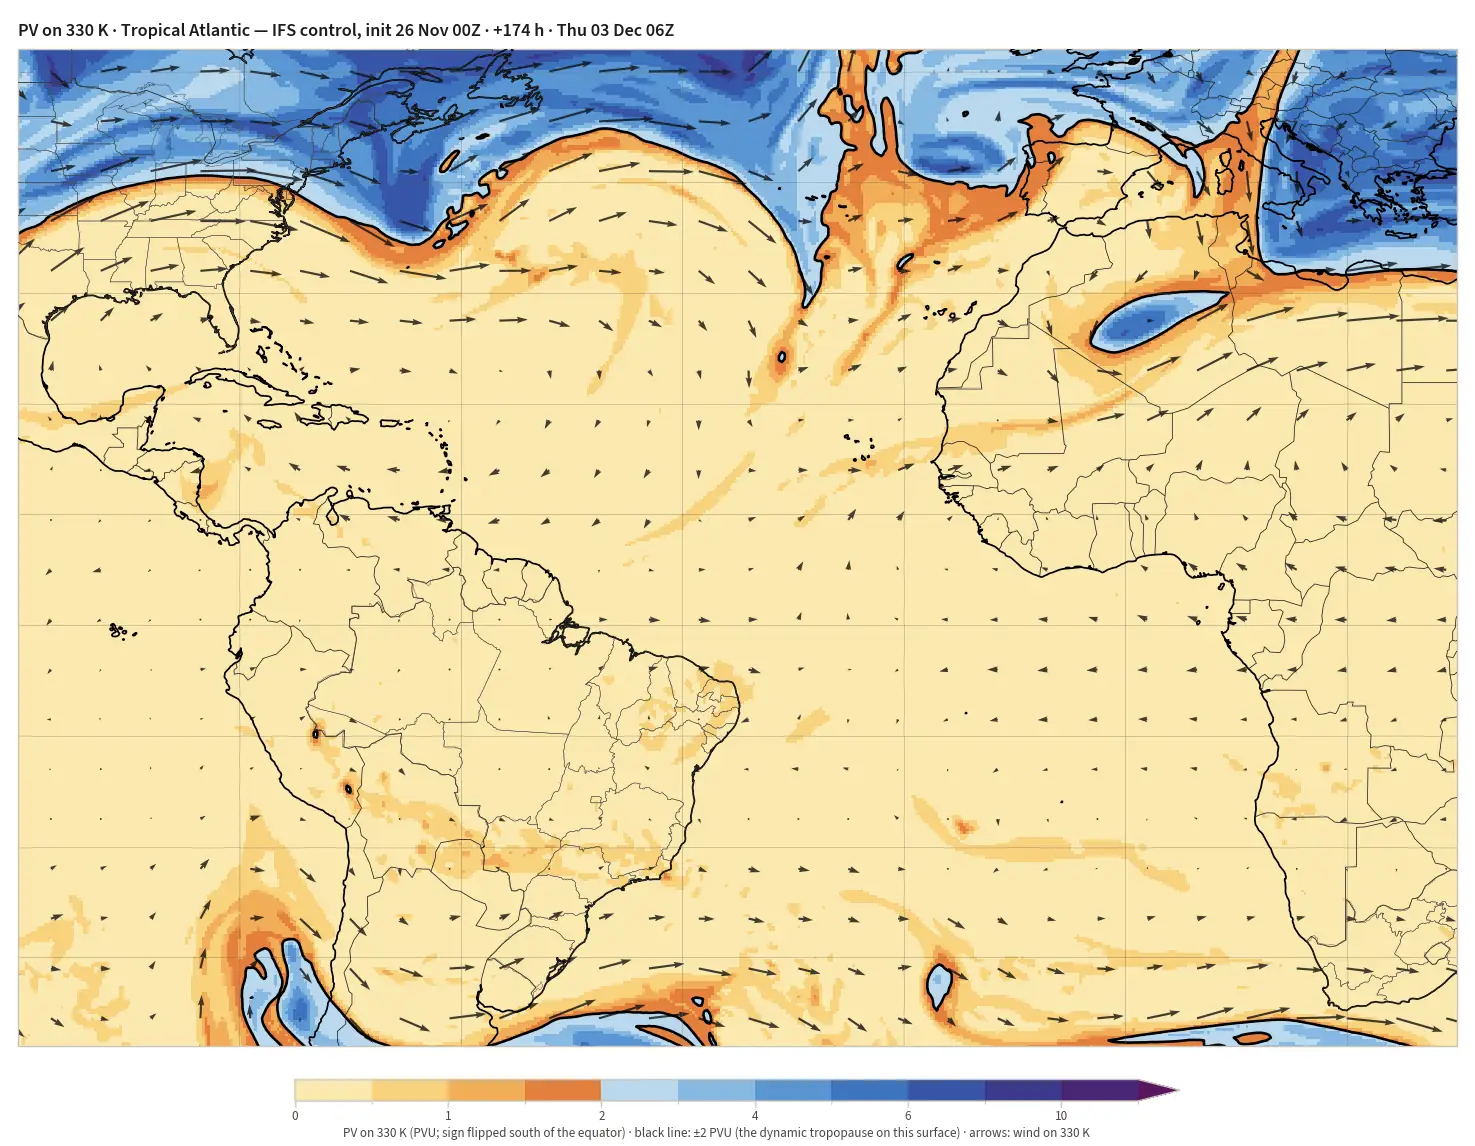 PV on 330 K · Tropical Atlantic — IFS control, init 26 Nov 00Z · +174 h · Thu 03 Dec 06Z
0 1 2 4 6 10
PV on 330 K (PVU; sign flipped south of the equator) · black line: ±2 PVU (the dynamic tropopause on this surface) · arrows: wind on 330 K